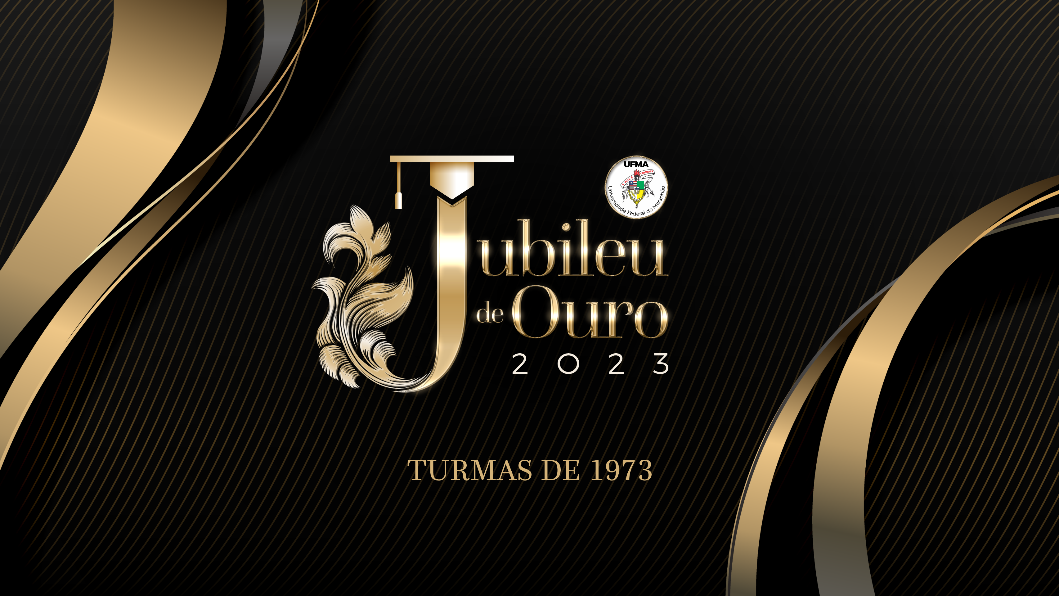 UFMA
Jubileu
de Ouro
2023
TURMAS DE 1973